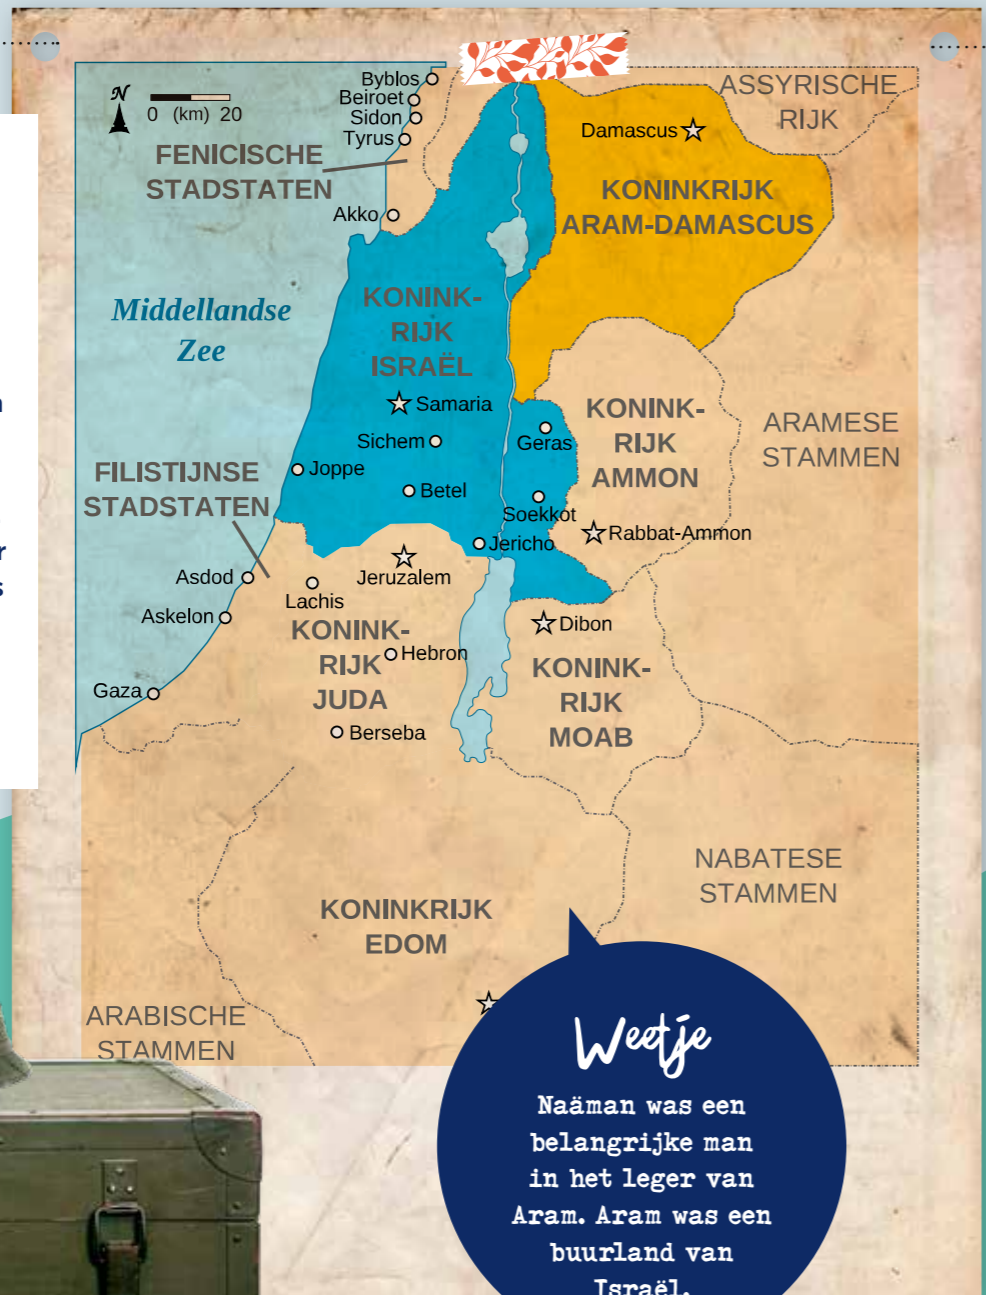 N
0 (km) 20
Byblos
Beiroet
Sidon
Tyrus
FENICISCHE
STADSTATEN
Akko
ASSYRISCHE
RIJK
Damascus
KONINKRIJK
ARAM-DAMASCUS
Middellandse
Zee
KONINK-
RIJK
ISRAËL
Samaria
Sichem
Joppe
Betel
Geras
Soekkot
Jericho
KONINK-
RIJK
AMMON
Rabbat-Ammon
ARAMESE
STAMMEN
FILISTIJNSE
STADSTATEN
Asdod
Askelon
Gaza
Lachis
Jeruzalem
KONINK-
RIJK
JUDA
Hebron
Berseba
Dibon
KONINK-
RIJK
MOAB
NABATESE
STAMMEN
KONINKRIJK
EDOM
ARABISCHE
STAMMEN
Weetje
Naäman was een
belangrijke man
in het leger van
Aram. Aram was een
buurland van
Israël.